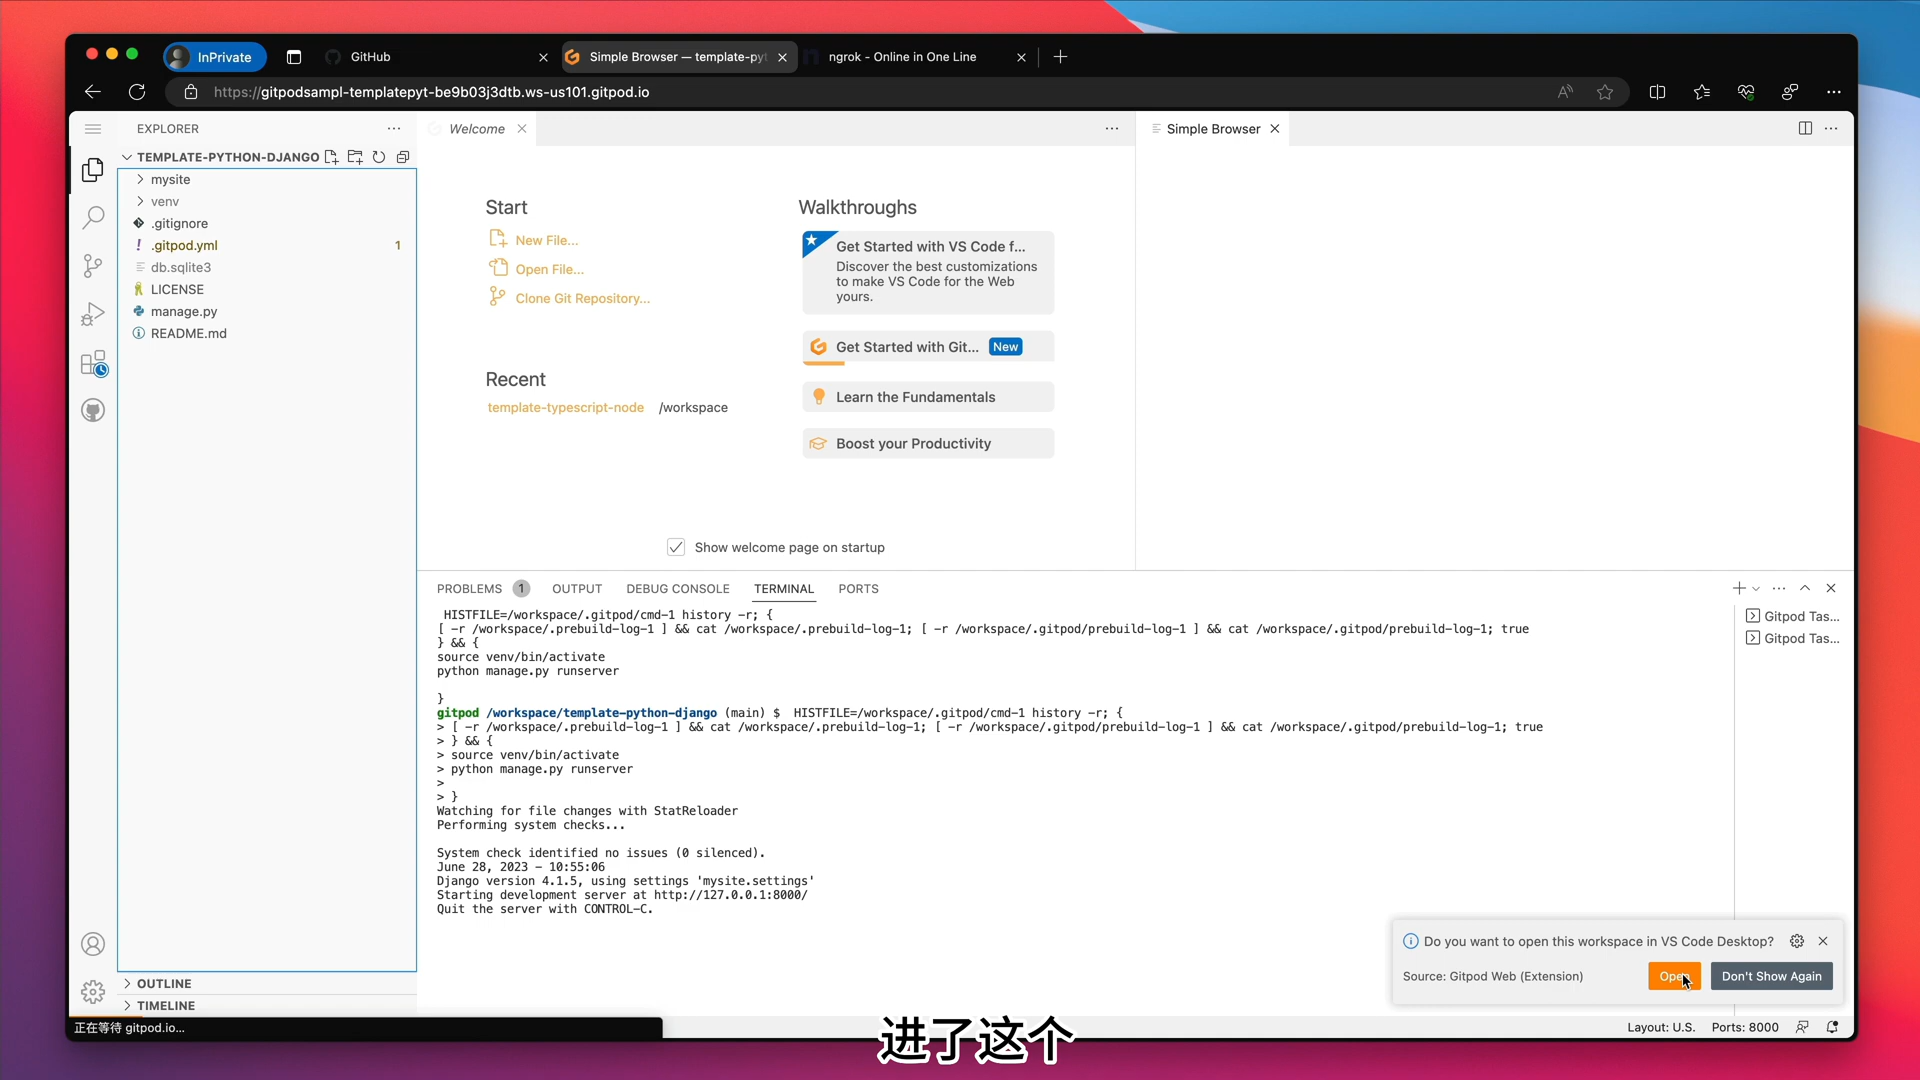 InPrivate
GitHub
Simple Browser — template-pyt
ngrok - Online in One Line
https://gitpodsampl-templatepyt-be9b03j3dtb.ws-us101.gitpod.io
EXPLORER
TEMPLATE-PYTHON-DJANGO
mysite
venv
.gitignore
.gitpod.yml 1
db.sqlite3
LICENSE
manage.py
README.md
OUTLINE
TIMELINE
Welcome
Simple Browser
Start
New File...
Open File...
Clone Git Repository...
Recent
template-typescript-node /workspace
Walkthroughs
Get Started with VS Code f...
Discover the best customizations
to make VS Code for the Web
yours.
Get Started with Git... New
Learn the Fundamentals
Boost your Productivity
Show welcome page on startup
PROBLEMS 1 OUTPUT DEBUG CONSOLE TERMINAL PORTS
HISTFILE=/workspace/.gitpod/cmd-1 history -r; {
[ -r /workspace/.prebuild-log-1 ] && cat /workspace/.prebuild-log-1; [ -r /workspace/.gitpod/prebuild-log-1 ] && cat /workspace/.gitpod/prebuild-log-1; true
} && {
source venv/bin/activate
python manage.py runserver
}
gitpod /workspace/template-python-django (main) $ HISTFILE=/workspace/.gitpod/cmd-1 history -r; {
> [ -r /workspace/.prebuild-log-1 ] && cat /workspace/.prebuild-log-1; [ -r /workspace/.gitpod/prebuild-log-1 ] && cat /workspace/.gitpod/prebuild-log-1; true
> } && {
> source venv/bin/activate
> python manage.py runserver
>
> }
Watching for file changes with StatReloader
Performing system checks...
System check identified no issues (0 silenced).
June 28, 2023 - 10:55:06
Django version 4.1.5, using settings 'mysite.settings'
Starting development server at http://127.0.0.1:8000/
Quit the server with CONTROL-C.
Gitpod Tas...
Gitpod Tas...
Do you want to open this workspace in VS Code Desktop?
Source: Gitpod Web (Extension)
Open
Don't Show Again
正在等待 gitpod.io...
Layout: U.S. Ports: 8000
进了这个